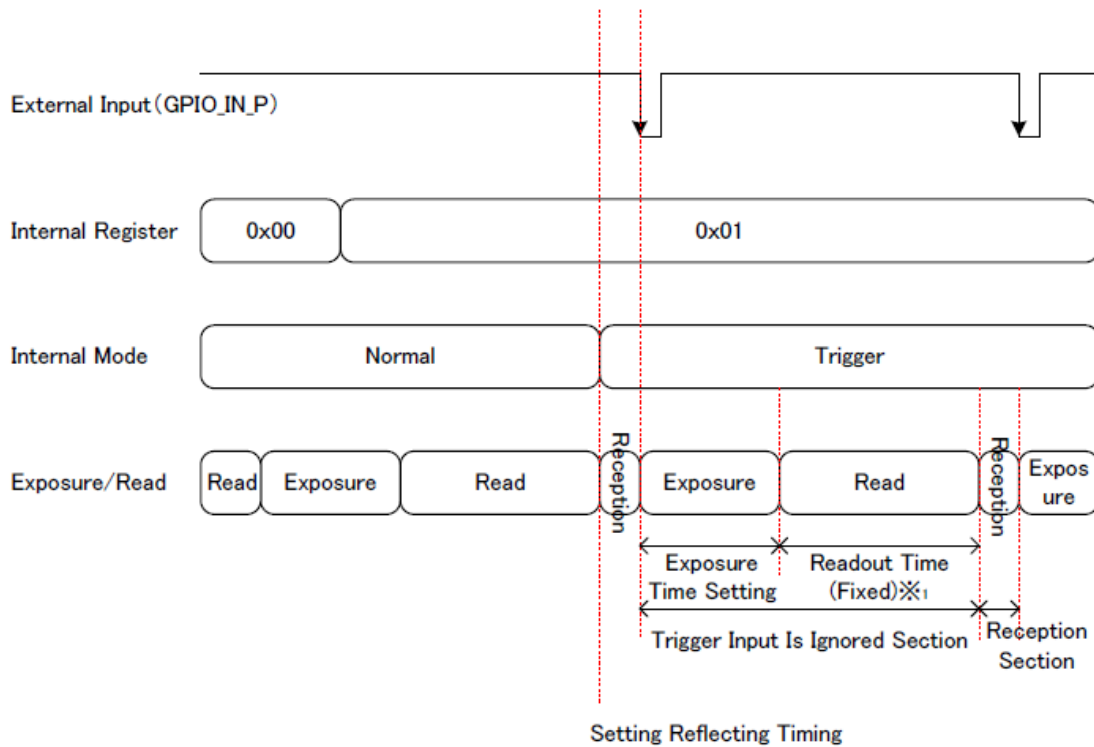 External Input(GPIO_IN_P)
Internal Register
0x00
0x01
Internal Mode
Normal
Trigger
Exposure/Read
Read
Exposure
Read
Reception
Exposure
Read
Reception
Expos
ure
Exposure
Time Setting
Readout Time
(Fixed)※1
Trigger Input Is Ignored Section
Reception
Section
Setting Reflecting Timing